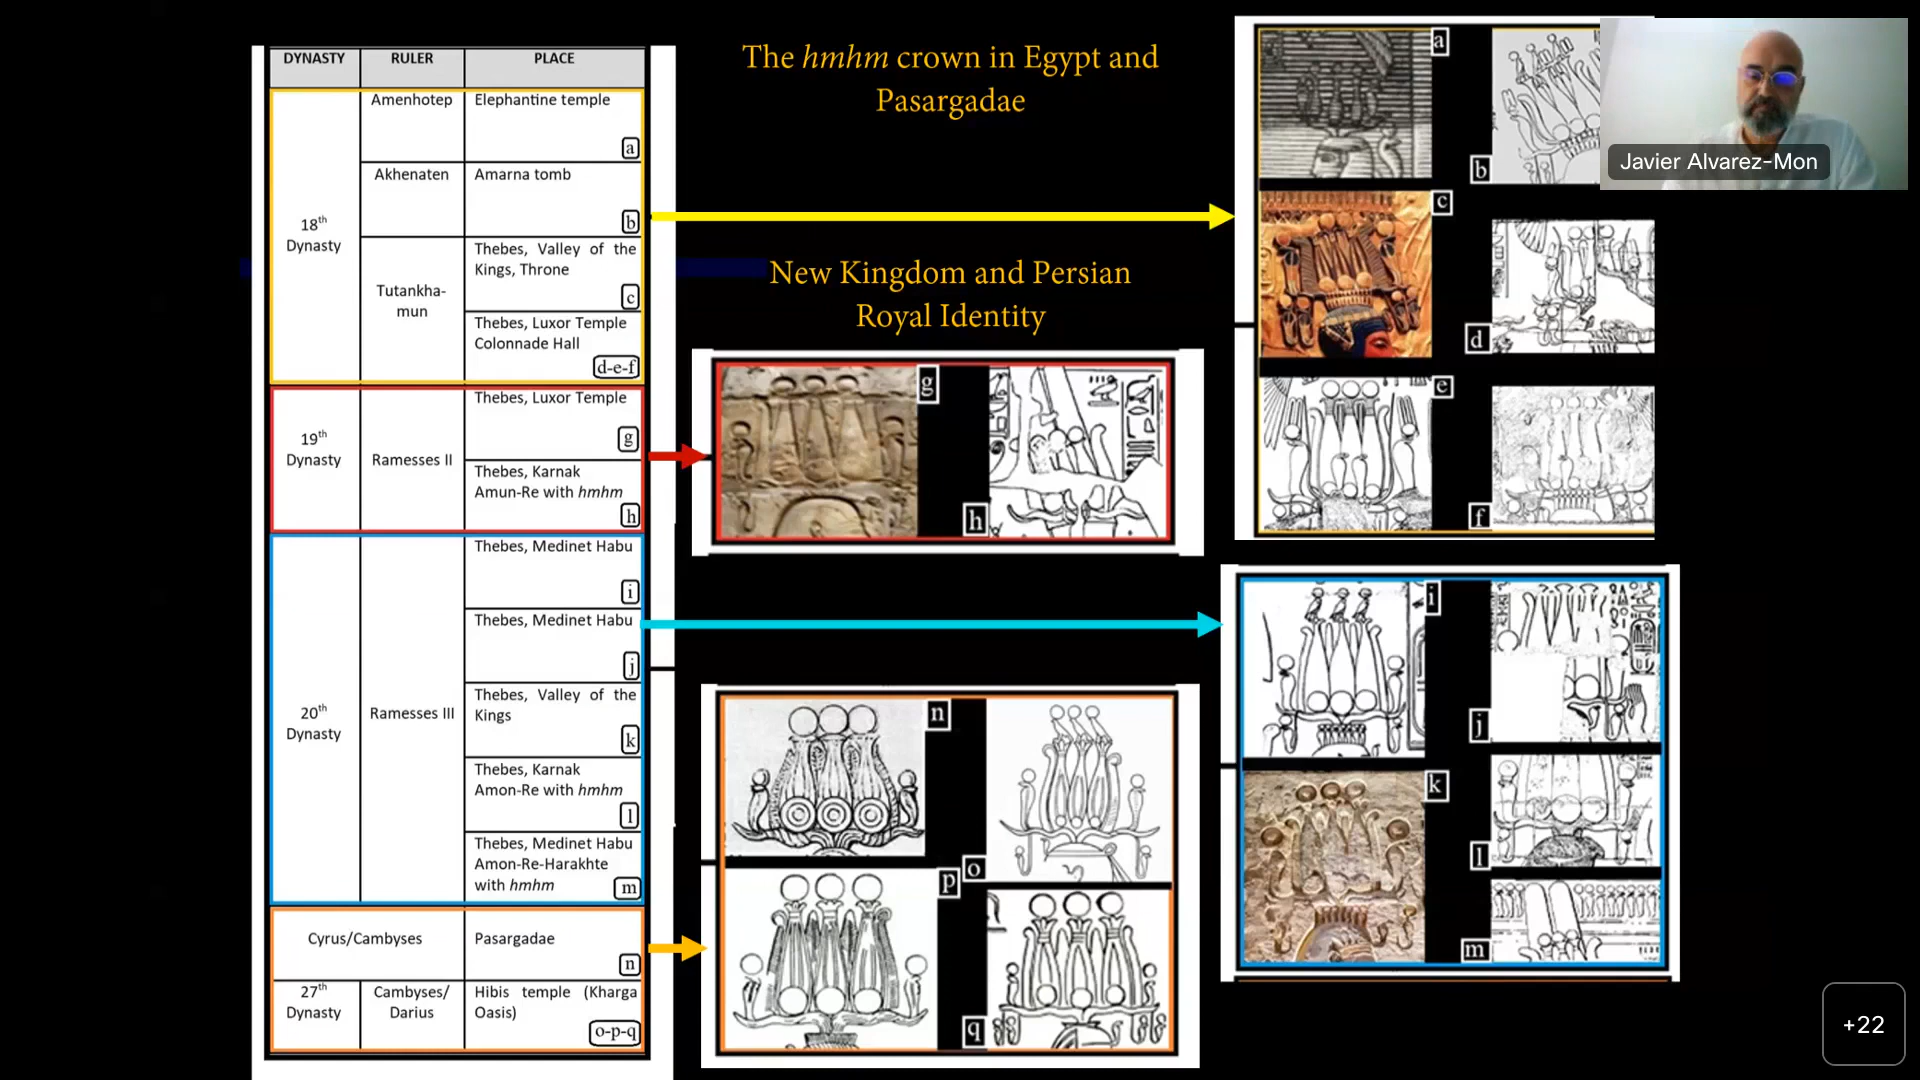 The hmhm crown in Egypt and
Pasargadae
New Kingdom and Persian
Royal Identity
DYNASTY RULER PLACE
18th
Dynasty
Amenhotep
Elephantine temple
a
Akhenaten
Amarna tomb
b
Tutankha-
mun
Thebes, Valley of the
Kings, Throne
c
Thebes, Luxor Temple
Colonnade Hall
d-e-f
19th
Dynasty
Ramesses II
Thebes, Luxor Temple
g
Thebes, Karnak
Amun-Re with hmhm
h
20th
Dynasty
Ramesses III
Thebes, Medinet Habu
i
Thebes, Medinet Habu
j
Thebes, Valley of the
Kings
k
Thebes, Karnak
Amon-Re with hmhm
l
Thebes, Medinet Habu
Amon-Re-Harakhte
with hmhm
m
Cyrus/Cambyses
Pasargadae
n
27th
Dynasty
Cambyses/
Darius
Hibis temple (Kharga
Oasis)
o-p-q
a
b
c
d
e
f
g
h
i
j
k
l
m
n
o
p
q
Javier Alvarez-Mon
+22